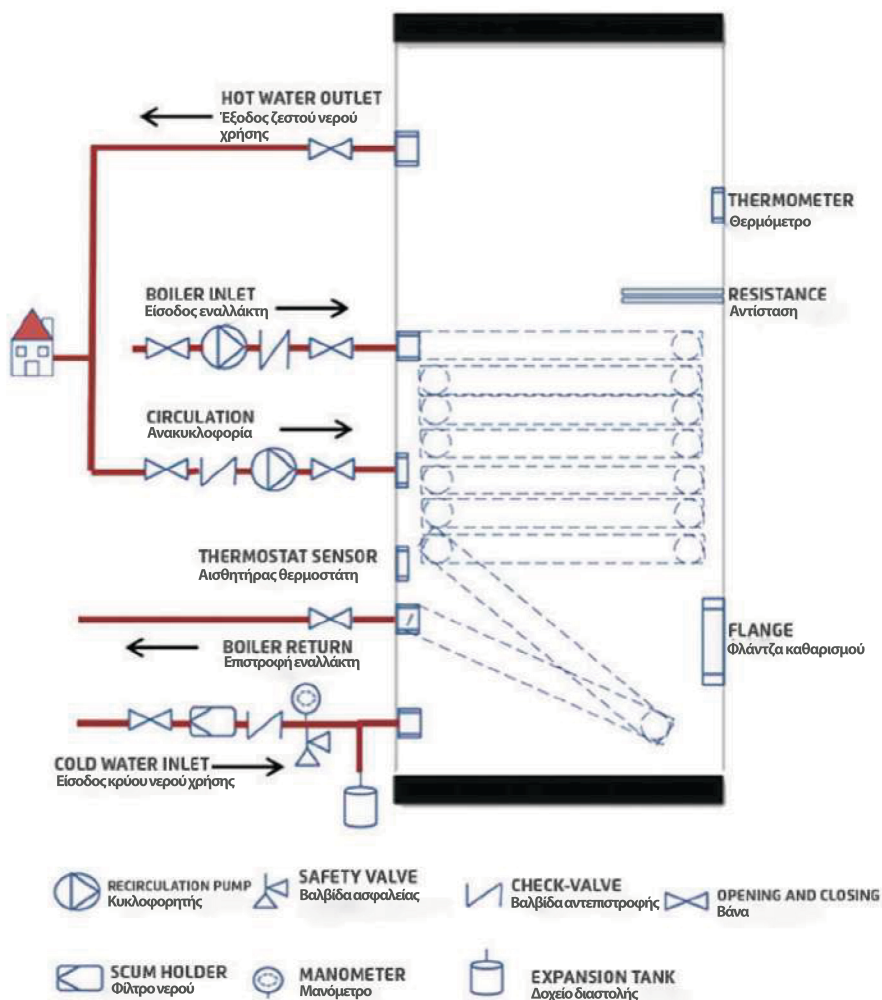 HOT WATER OUTLET
Έξοδος ζεστού νερού
χρήσης
THERMOMETER
Θερμόμετρο
BOILER INLET
Είσοδος εναλλάκτη
RESISTANCE
Αντίσταση
CIRCULATION
Ανακυκλοφορία
THERMOSTAT SENSOR
Αισθητήρας θερμοστάτη
BOILER RETURN
Επιστροφή εναλλάκτη
FLANGE
Φλάντζα καθαρισμού
COLD WATER INLET
Είσοδος κρύου νερού χρήσης
RECIRCULATION PUMP
Κυκλοφορητής
SAFETY VALVE
Βαλβίδα ασφαλείας
CHECK-VALVE
Βαλβίδα αντεπιστροφής
OPENING AND CLOSING
Βάνα
SCUM HOLDER
Φίλτρο νερού
MANOMETER
Μανόμετρο
EXPANSION TANK
Δοχείο διαστολής